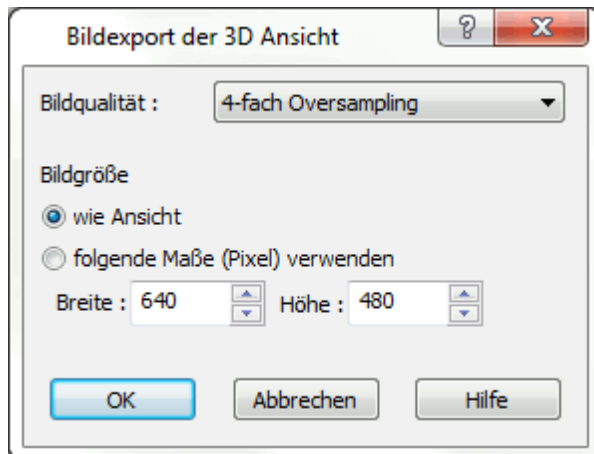 Bildexport der 3D Ansicht
Bildqualität : 4-fach Oversampling
Bildgröße
wie Ansicht
folgende Maße (Pixel) verwenden
Breite : 640 Höhe : 480
OK Abbrechen Hilfe